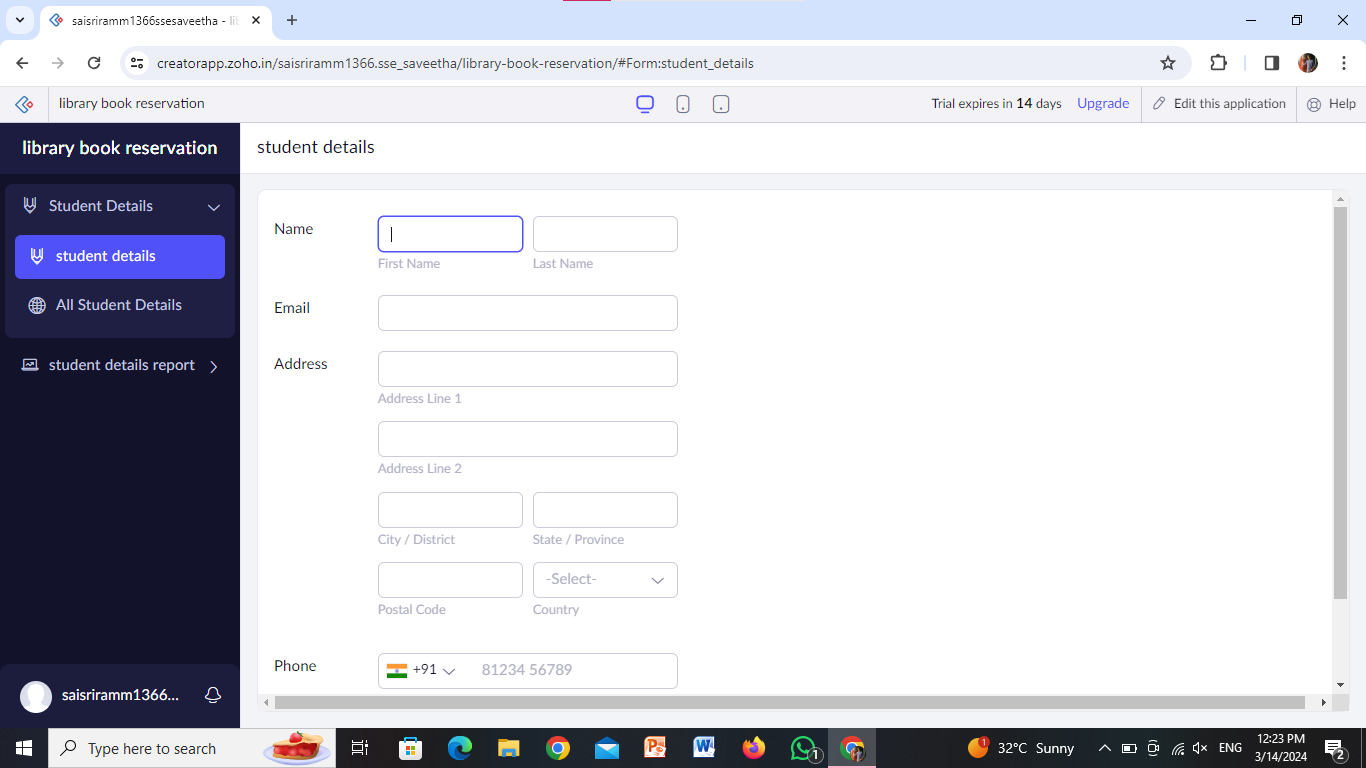 saisriramm1366ssesaveetha - li
creatorapp.zoho.in/saisriramm1366.sse_saveetha/library-book-reservation/#Form:student_details
library book reservation
Trial expires in 14 days Upgrade Edit this application Help
library book reservation
Student Details
student details
All Student Details
student details report
saisriramm1366...
student details
Name
First Name Last Name
Email
Address
Address Line 1
Address Line 2
City / District State / Province
-Select-
Postal Code Country
Phone +91 81234 56789
Type here to search
1
1
32°C Sunny
ENG
12:23 PM
3/14/2024
2